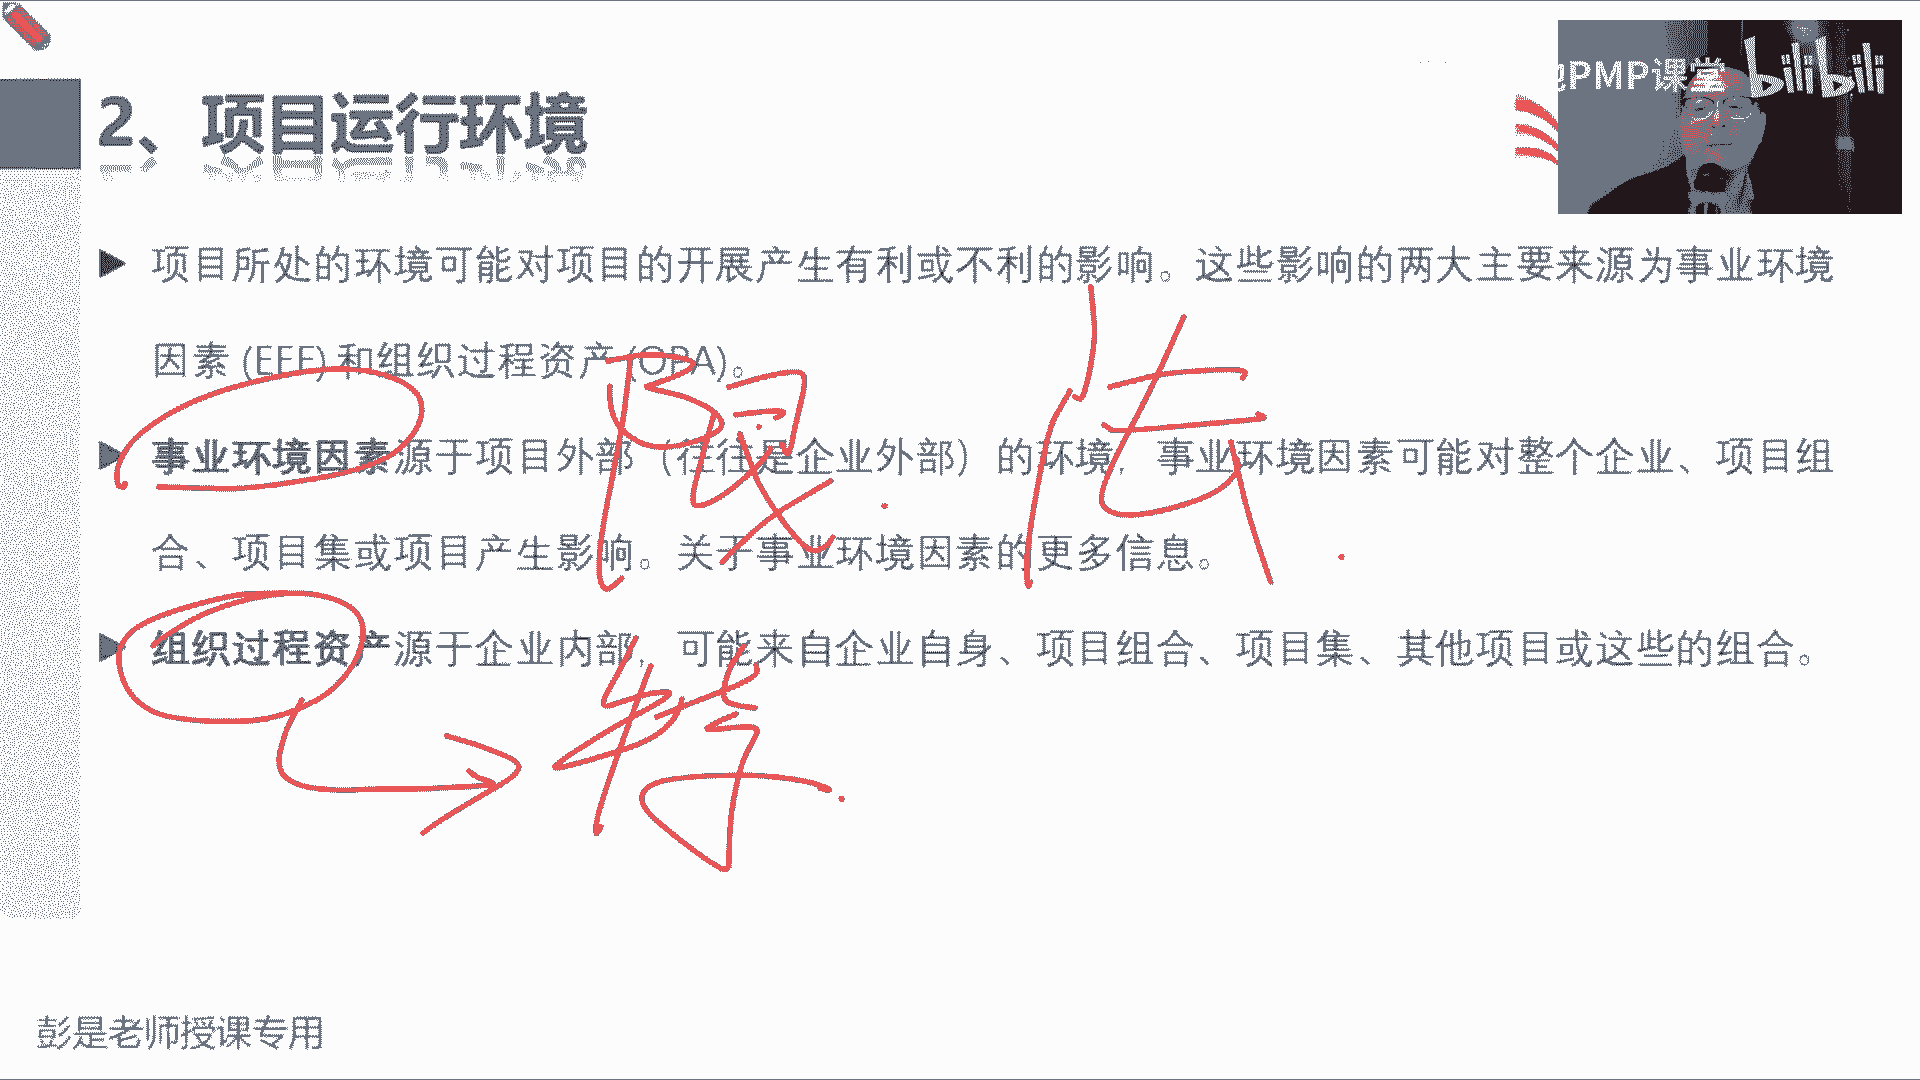 PMP课堂 bilibili
2、项目运行环境
项目所处的环境可能对项目的开展产生有利或不利的影响。这些影响的两大主要来源为事业环境
因素 (EEF) 和组织过程资产 (OPA)。
事业环境因素源于项目外部（往往是企业外部）的环境，事业环境因素可能对整个企业、项目组
合、项目集或项目产生影响。关于事业环境因素的更多信息。
组织过程资产源于企业内部，可能来自企业自身、项目组合、项目集、其他项目或这些的组合。
限 法
彭是老师授课专用